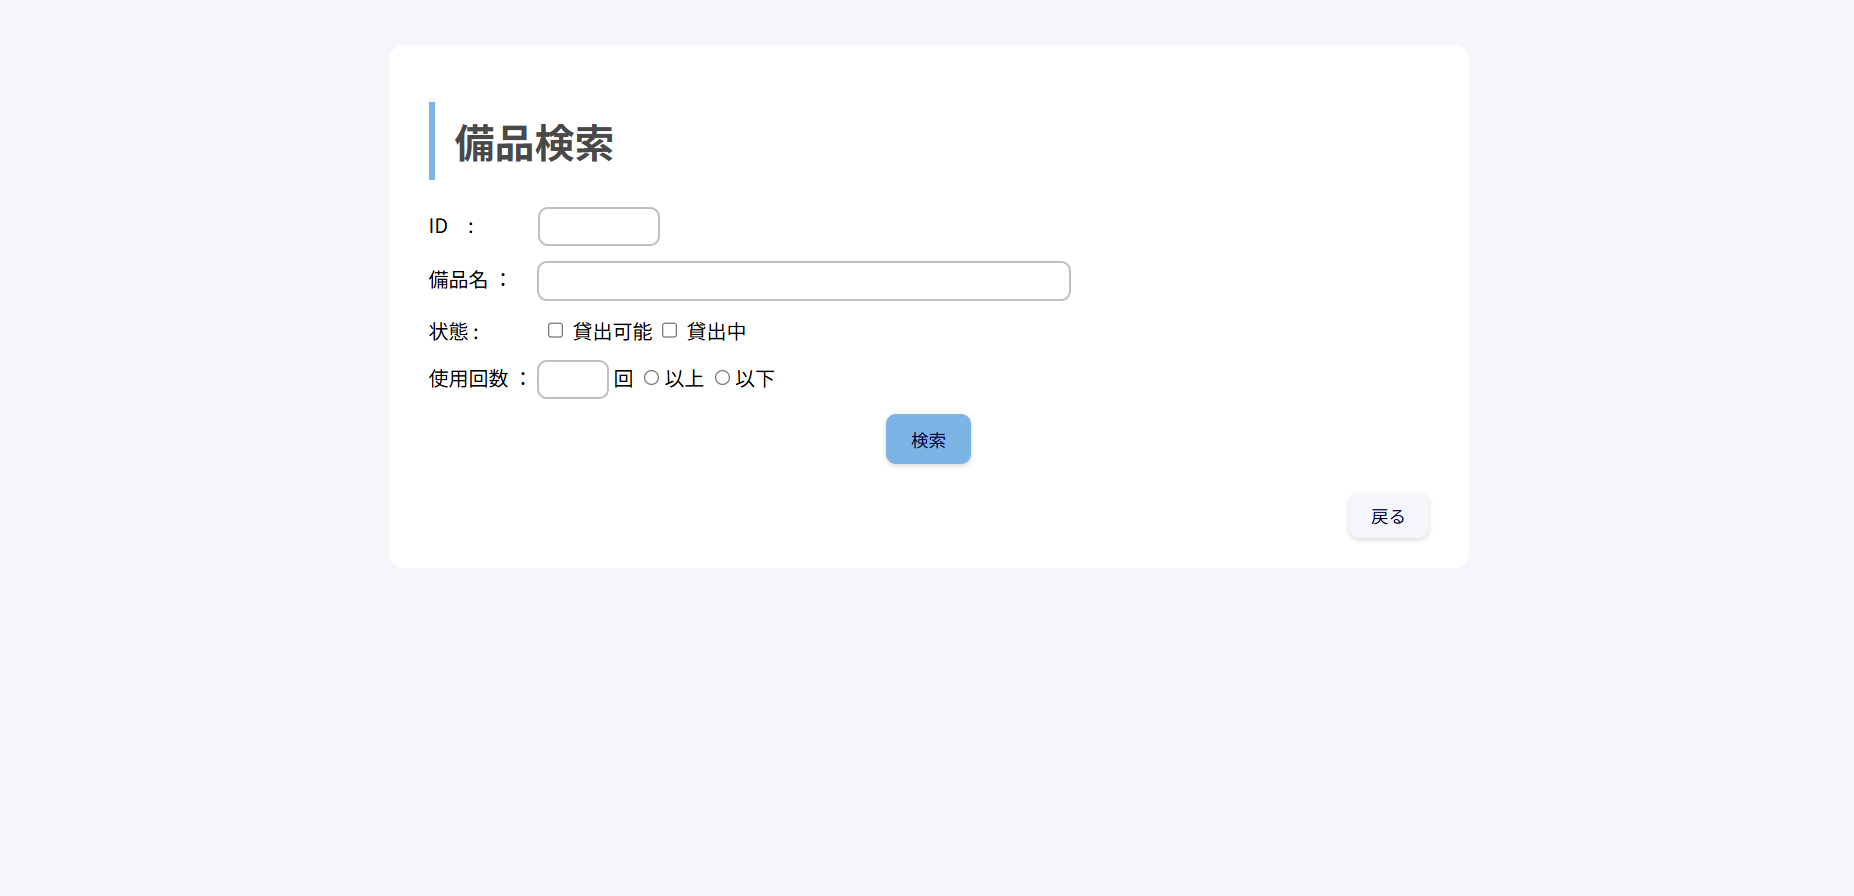 備品検索
ID :
備品名 ：
状態 : 貸出可能 貸出中
使用回数 ： 回 以上 以下
検索
戻る